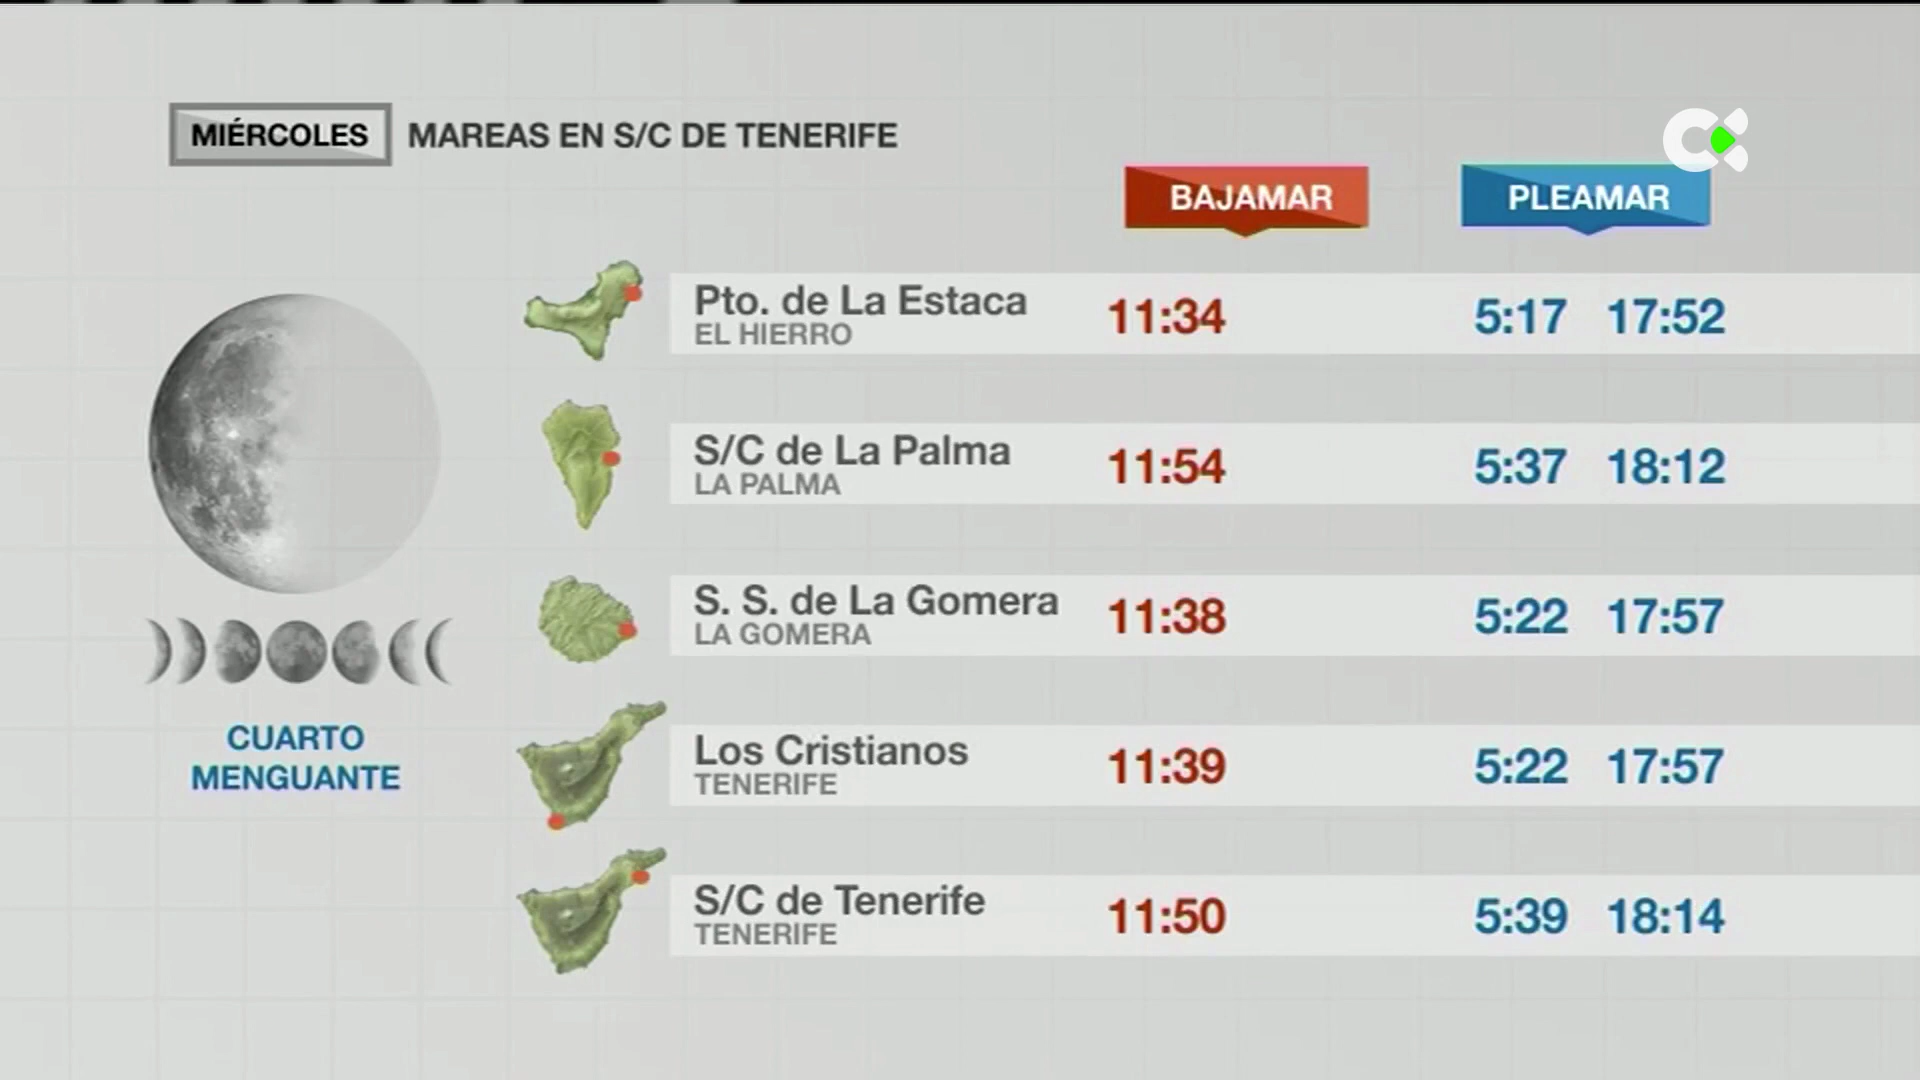 MIÉRCOLES MAREAS EN S/C DE TENERIFE
BAJAMAR PLEAMAR
Pto. de La Estaca 11:34 5:17 17:52
EL HIERRO
S/C de La Palma 11:54 5:37 18:12
LA PALMA
S. S. de La Gomera 11:38 5:22 17:57
LA GOMERA
Los Cristianos 11:39 5:22 17:57
TENERIFE
S/C de Tenerife 11:50 5:39 18:14
TENERIFE
CUARTO
MENGUANTE